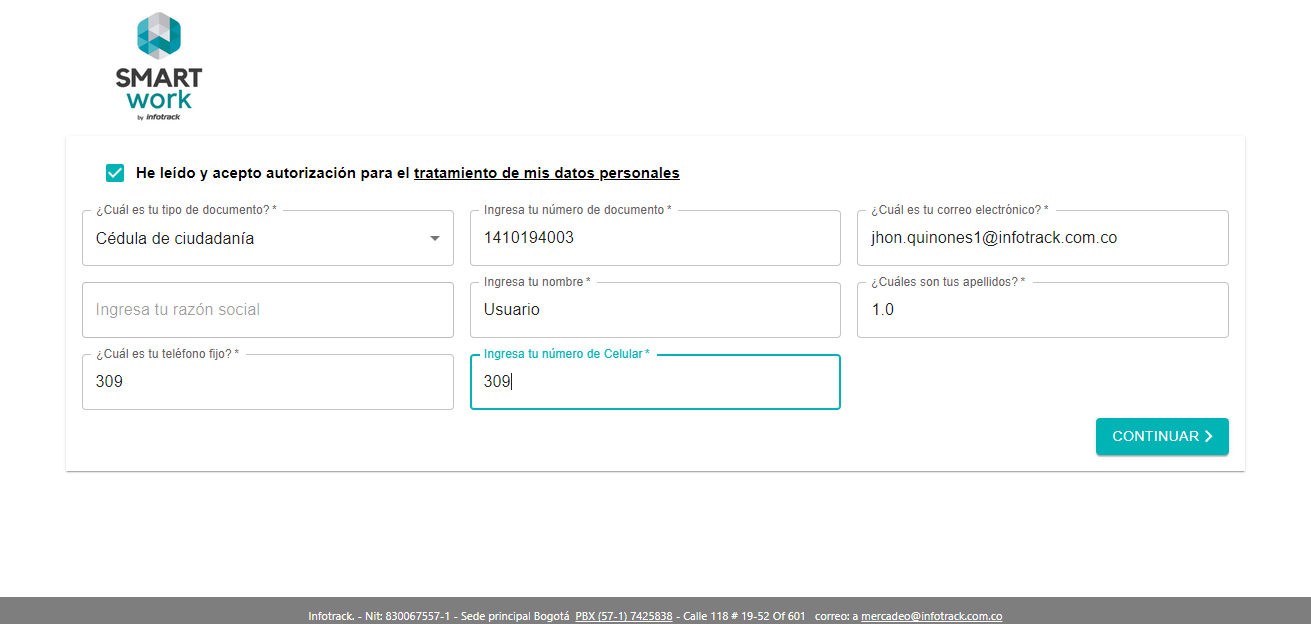 SMART
work
by infotrack
He leído y acepto autorización para el tratamiento de mis datos personales
¿Cuál es tu tipo de documento? *
Cédula de ciudadanía
Ingresa tu número de documento *
1410194003
¿Cuál es tu correo electrónico? *
jhon.quinones1@infotrack.com.co
Ingresa tu razón social
Ingresa tu nombre *
Usuario
¿Cuáles son tus apellidos? *
1.0
¿Cuál es tu teléfono fijo? *
309
Ingresa tu número de Celular *
309
CONTINUAR
Infotrack. - Nit: 830067557-1 - Sede principal Bogotá PBX (57-1) 7425838 - Calle 118 # 19-52 Of 601 correo: a mercadeo@infotrack.com.co